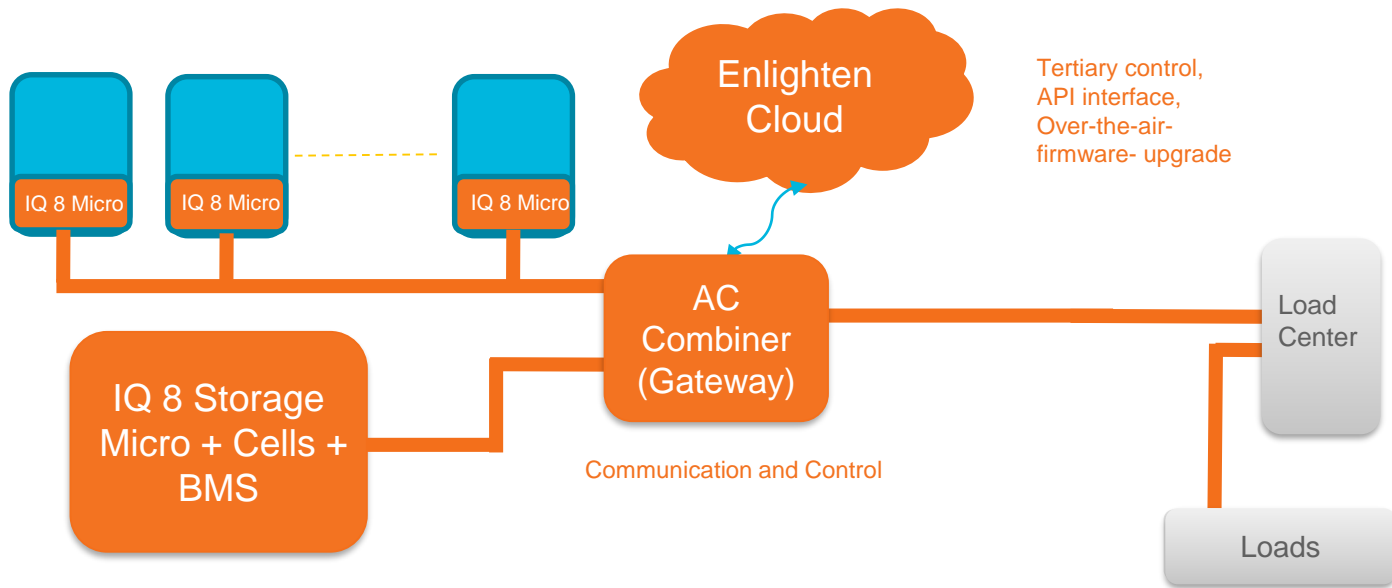 Enlighten
Cloud
Tertiary control,
API interface,
Over-the-air-
firmware- upgrade
IQ 8 Micro
IQ 8 Micro
IQ 8 Micro
AC
Combiner
(Gateway)
Load
Center
IQ 8 Storage
Micro + Cells +
BMS
Communication and Control
Loads